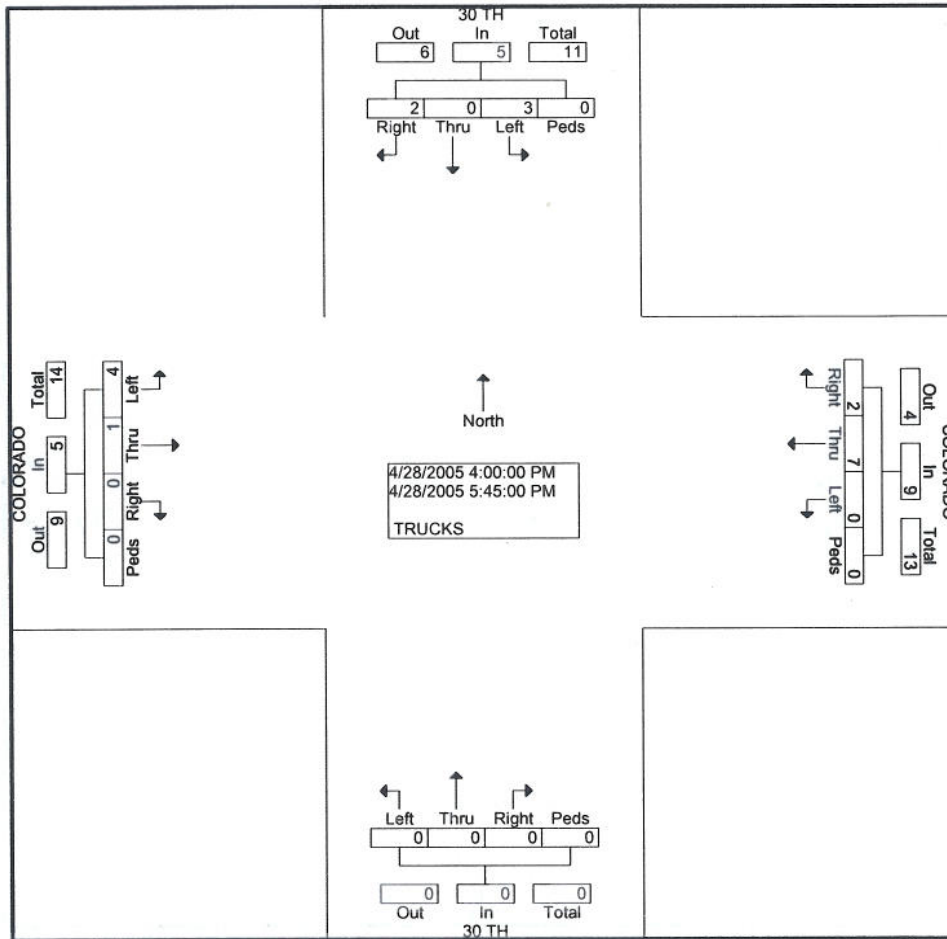 30 TH
Out In Total
6 5 11
2 0 3 0
Right Thru Left Peds
COLORADO
Total In Out
14 5 9
4 1 0 0
Left Thru Right Peds
North
4/28/2005 4:00:00 PM
4/28/2005 5:45:00 PM
TRUCKS
Right Thru Left Peds
2 7 0 0
Out In Total
4 9 13
COLORADO
Left Thru Right Peds
0 0 0 0
0 0 0
Out In Total
30 TH